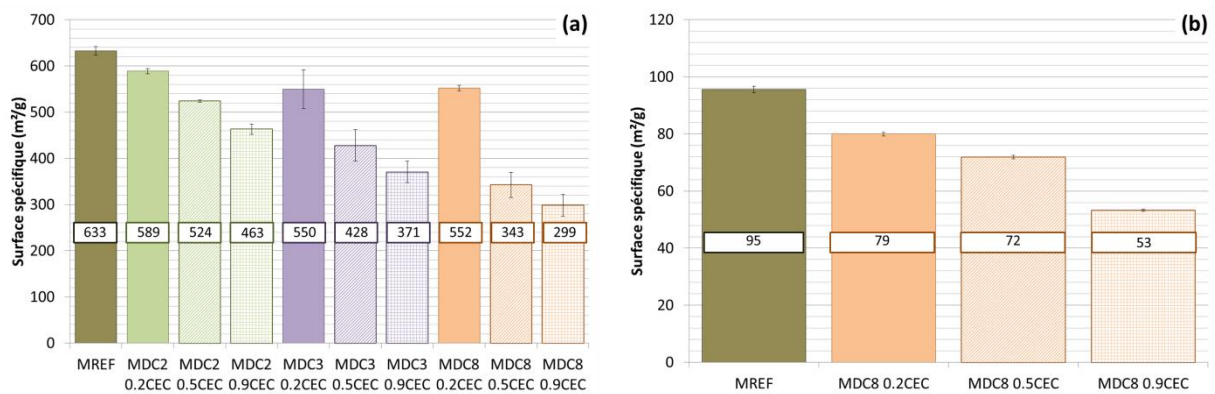 (a)
Surface spécifique (m²/g)
700
600
500
400
300
200
100
0
633
589
524
463
550
428
371
552
343
299
MREF
MDC2
0.2CEC
MDC2
0.5CEC
MDC2
0.9CEC
MDC3
0.2CEC
MDC3
0.5CEC
MDC3
0.9CEC
MDC8
0.2CEC
MDC8
0.5CEC
MDC8
0.9CEC
(b)
Surface spécifique (m²/g)
120
100
80
60
40
20
0
95
79
72
53
MREF
MDC8 0.2CEC
MDC8 0.5CEC
MDC8 0.9CEC